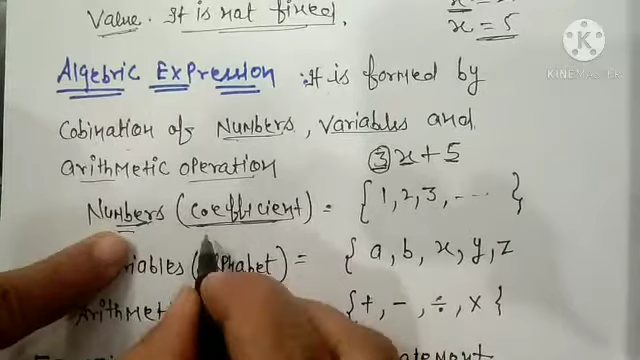 Value. It is not fixed.
x = 5
KINEMASTER
Algebric Expression : It is formed by
Cobination of Numbers, Variables and
arithmetic operation
3x + 5
Numbers (coefficient) = {1, 2, 3, ---- }
(Alphabet) = { a, b, x, y, z
{+, -, ÷, × {